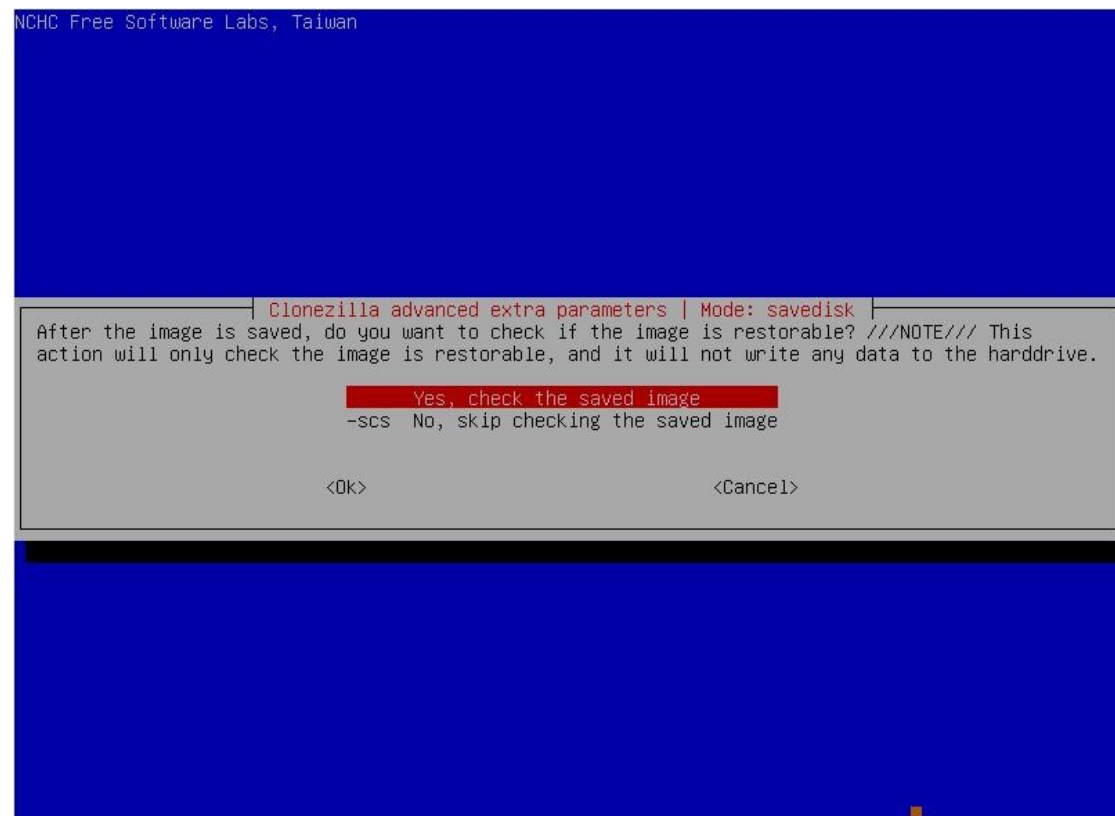 NCHC Free Software Labs, Taiwan
Clonezilla advanced extra parameters | Mode: savedisk
After the image is saved, do you want to check if the image is restorable? ///NOTE/// This
action will only check the image is restorable, and it will not write any data to the harddrive.
Yes, check the saved image
-scs No, skip checking the saved image
<Ok> <Cancel>